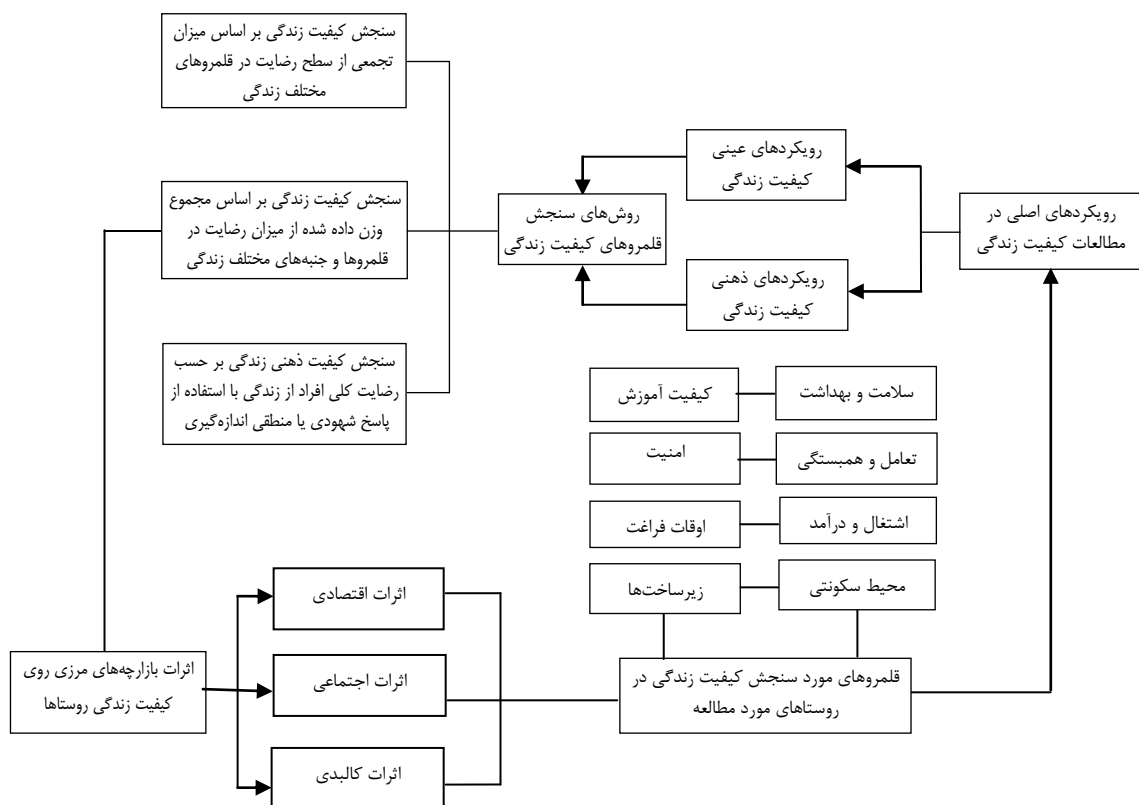 رویکردهای اصلی در
مطالعات کیفیت زندگی
رویکردهای عینی
کیفیت زندگی
رویکردهای ذهنی
کیفیت زندگی
روش‌های سنجش
قلمروهای کیفیت زندگی
سنجش کیفیت زندگی بر اساس میزان
تجمعی از سطح رضایت در قلمروهای
مختلف زندگی
سنجش کیفیت زندگی بر اساس مجموع
وزن داده شده از میزان رضایت در
قلمروها و جنبه‌های مختلف زندگی
سنجش کیفیت ذهنی زندگی بر حسب
رضایت کلی افراد از زندگی با استفاده از
پاسخ شهودی یا منطقی اندازه‌گیری
سلامت و بهداشت
کیفیت آموزش
تعامل و همبستگی
امنیت
اشتغال و درآمد
اوقات فراغت
محیط سکونتی
زیرساخت‌ها
قلمروهای مورد سنجش کیفیت زندگی در
روستاهای مورد مطالعه
اثرات اقتصادی
اثرات اجتماعی
اثرات کالبدی
اثرات بازارچه‌های مرزی روی
کیفیت زندگی روستاها